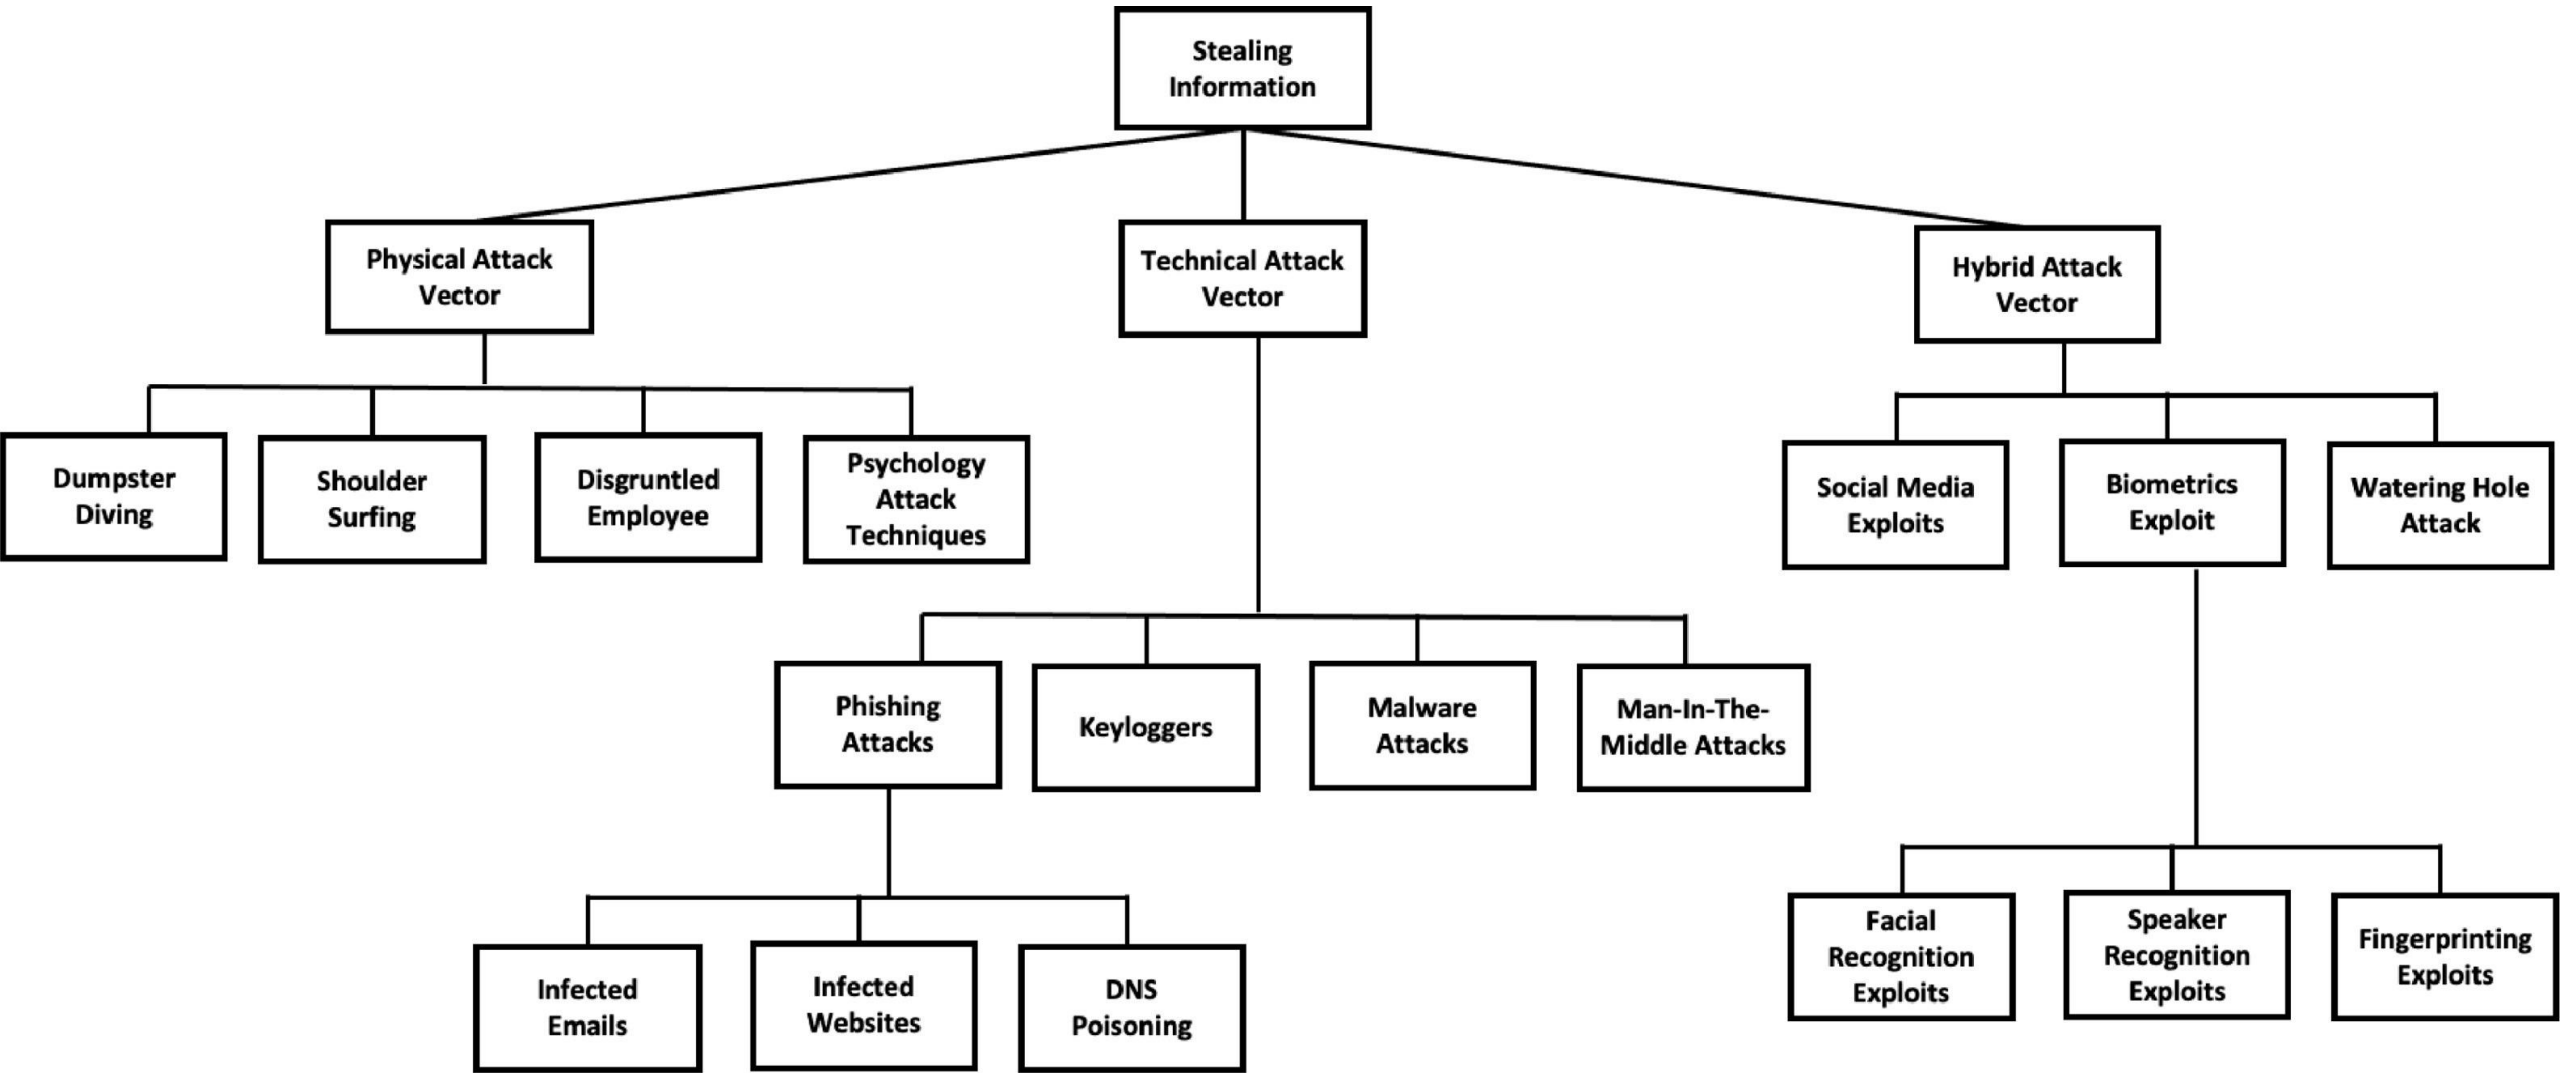 Stealing
Information
Physical Attack
Vector
Technical Attack
Vector
Hybrid Attack
Vector
Dumpster
Diving
Shoulder
Surfing
Disgruntled
Employee
Psychology
Attack
Techniques
Social Media
Exploits
Biometrics
Exploit
Watering Hole
Attack
Phishing
Attacks
Keyloggers
Malware
Attacks
Man-In-The-
Middle Attacks
Infected
Emails
Infected
Websites
DNS
Poisoning
Facial
Recognition
Exploits
Speaker
Recognition
Exploits
Fingerprinting
Exploits